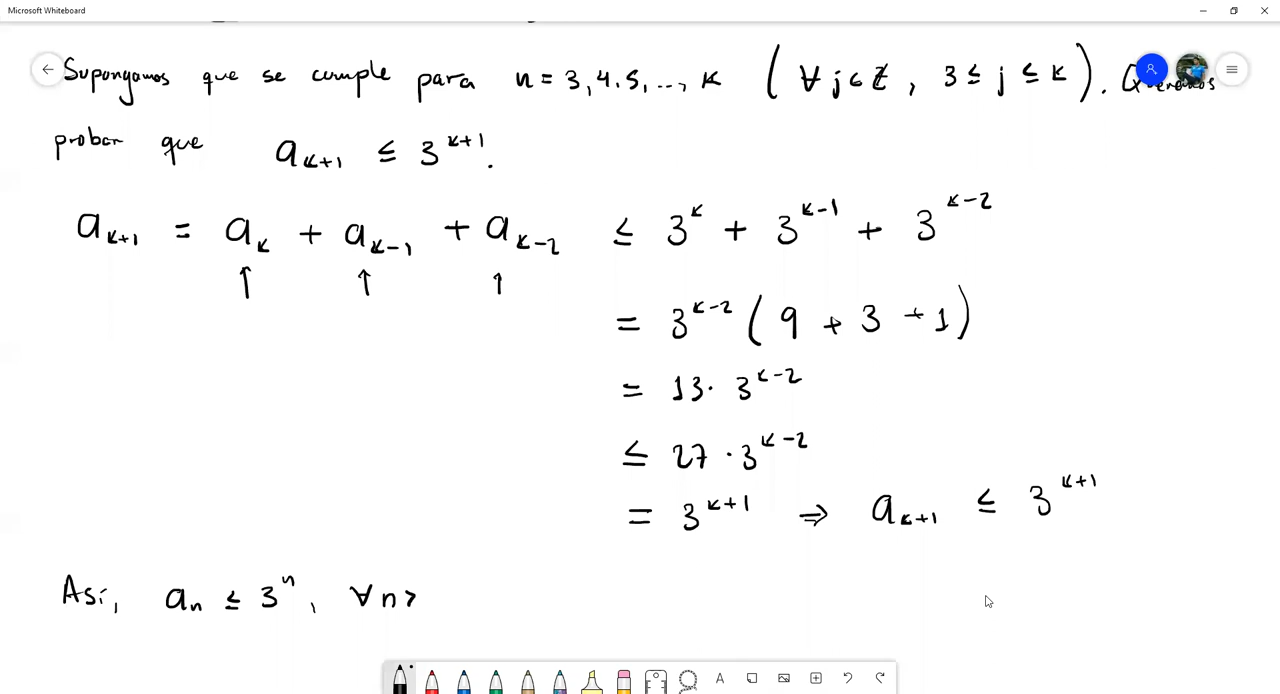 Microsoft Whiteboard
Supongamos que se cumple para n = 3, 4, 5, ..., k ( ∀ j ∈ ℤ, 3 ≤ j ≤ k ). Queremos
probar que a_{k+1} ≤ 3^{k+1}.
a_{k+1} = a_k + a_{k-1} + a_{k-2} ≤ 3^k + 3^{k-1} + 3^{k-2}
↑ ↑ ↑
= 3^{k-2} ( 9 + 3 + 1 )
= 13 · 3^{k-2}
≤ 27 · 3^{k-2}
= 3^{k+1} ⇒ a_{k+1} ≤ 3^{k+1}
Así, a_n ≤ 3^n, ∀ n >
A